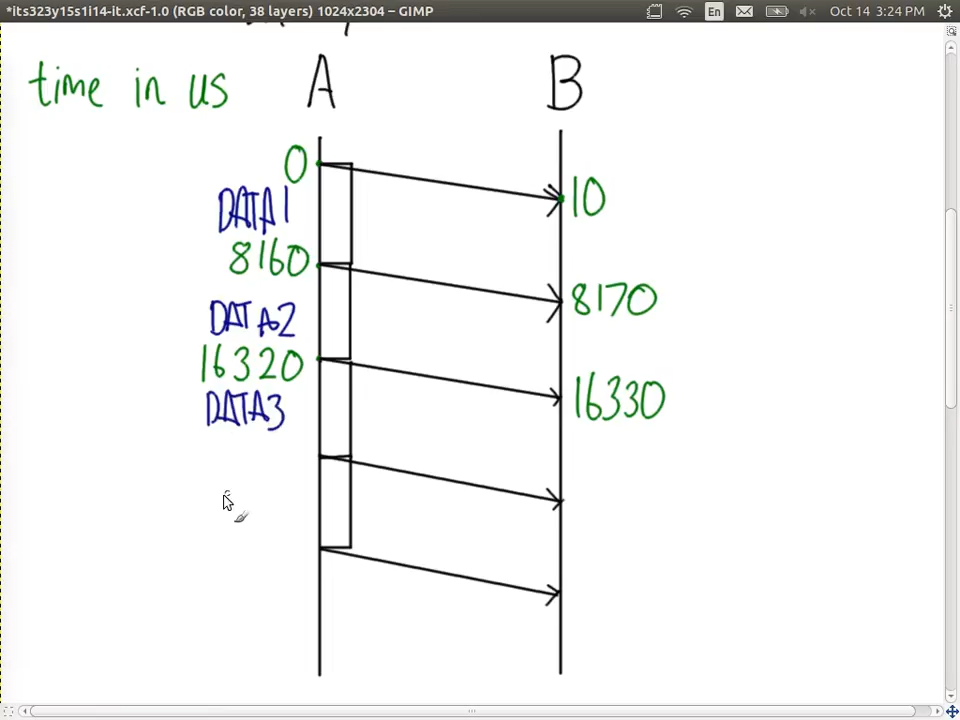 *its323y15s1i14-it.xcf-1.0 (RGB color, 38 layers) 1024x2304 – GIMP
En
Oct 14 3:24 PM
time in us
A
B
0
10
DATA1
8160
8170
DATA2
16320
16330
DATA3